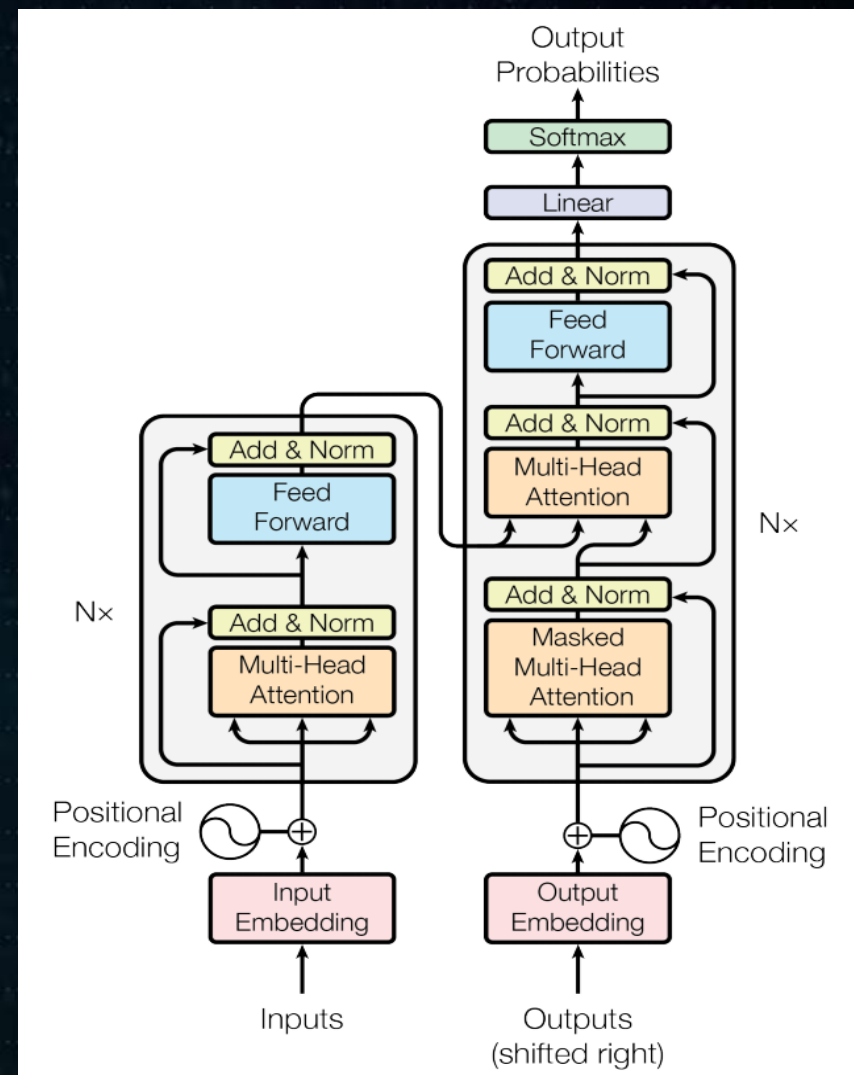 Output
Probabilities
Softmax
Linear
Add & Norm
Feed
Forward
Add & Norm
Multi-Head
Attention
Add & Norm
Masked
Multi-Head
Attention
N×
Add & Norm
Feed
Forward
Add & Norm
Multi-Head
Attention
N×
Positional
Encoding
Positional
Encoding
Input
Embedding
Output
Embedding
Inputs
Outputs
(shifted right)